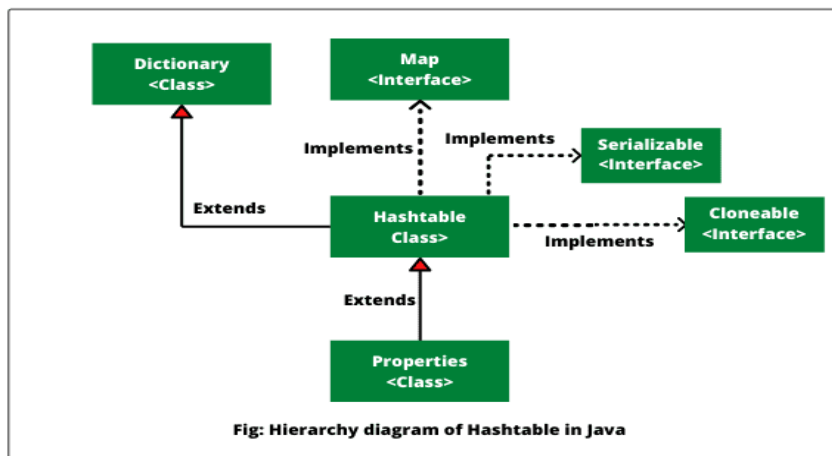 Dictionary
<Class>
Map
<Interface>
Implements
Implements
Serializable
<Interface>
Extends
Hashtable
Class>
Cloneable
<Interface>
Implements
Extends
Properties
<Class>
Fig: Hierarchy diagram of Hashtable in Java